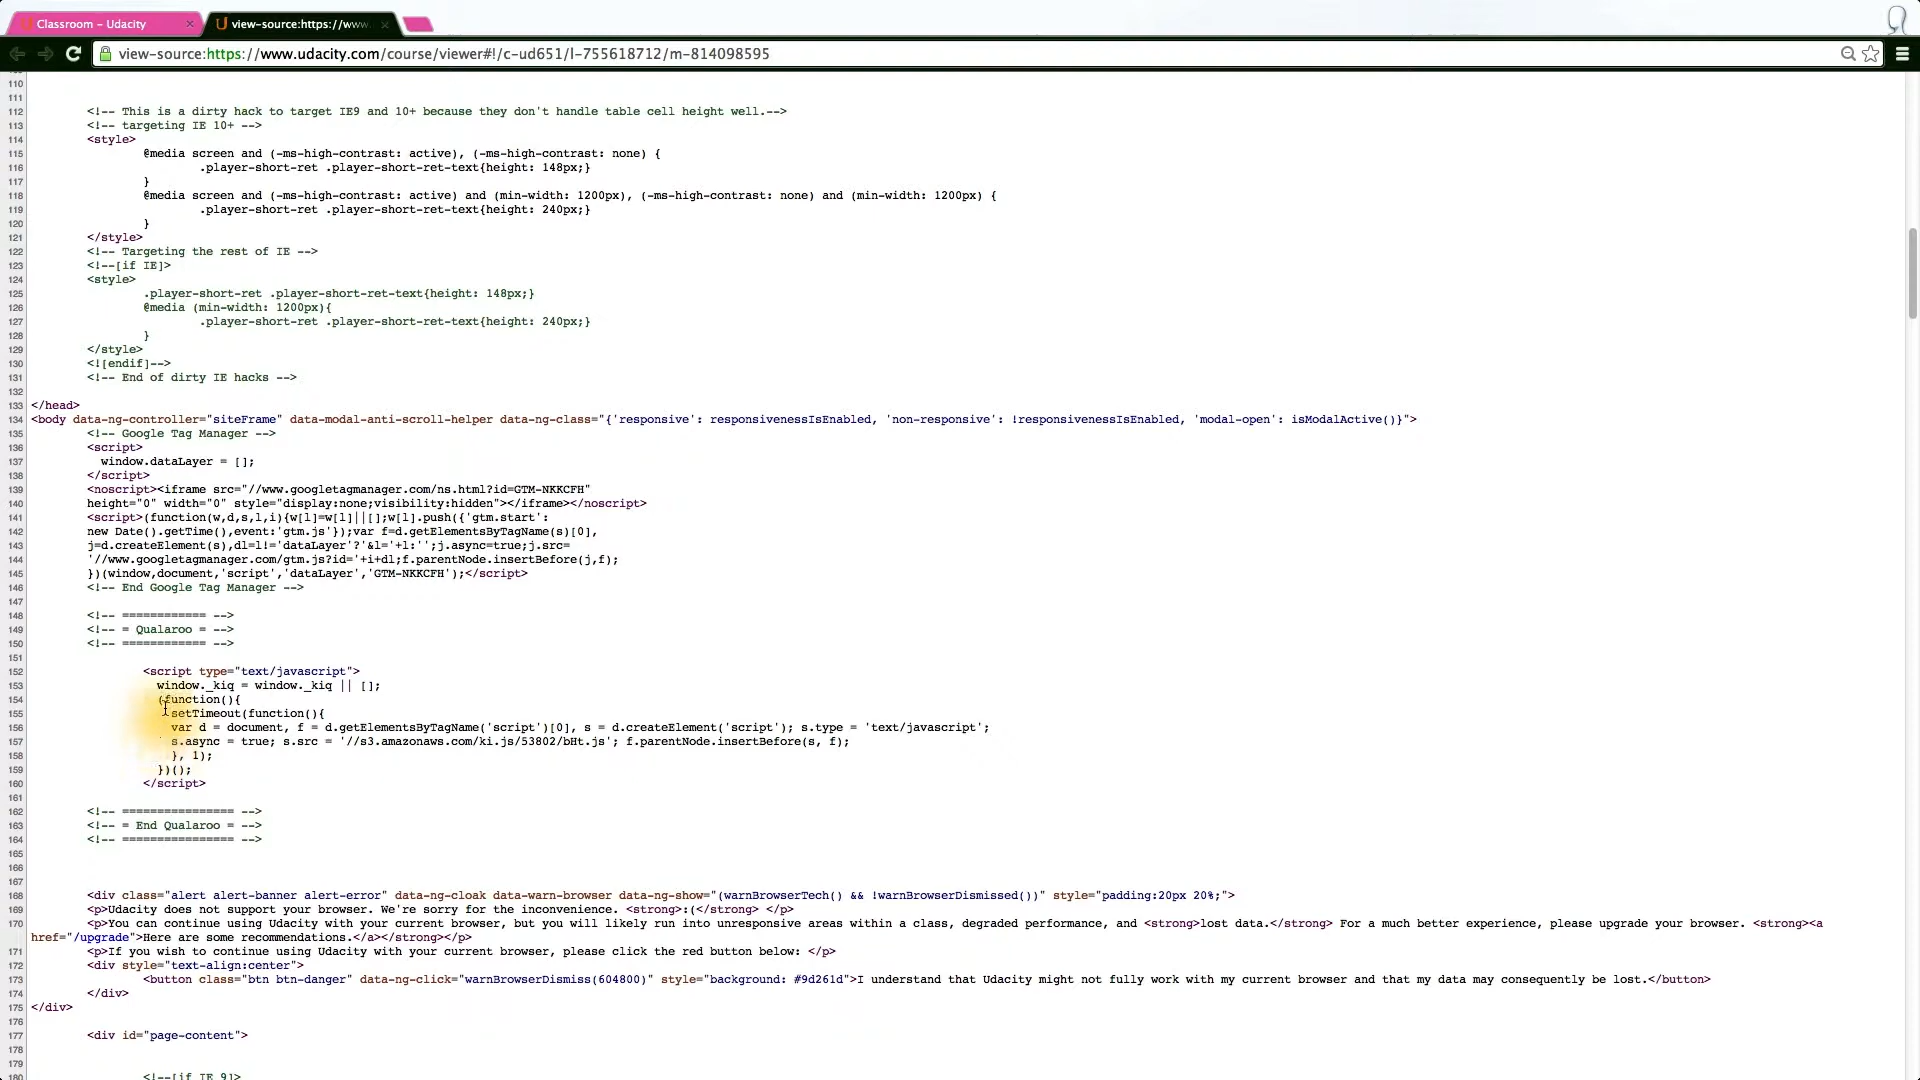 Classroom – Udacity
view-source:https://www.
view-source:https://www.udacity.com/course/viewer#!/c-ud651/l-755618712/m-814098595
110
111
112 <!-- This is a dirty hack to target IE9 and 10+ because they don't handle table cell height well.-->
113 <!-- targeting IE 10+ -->
114 <style>
115 @media screen and (-ms-high-contrast: active), (-ms-high-contrast: none) {
116 .player-short-ret .player-short-ret-text{height: 148px;}
117 }
118 @media screen and (-ms-high-contrast: active) and (min-width: 1200px), (-ms-high-contrast: none) and (min-width: 1200px) {
119 .player-short-ret .player-short-ret-text{height: 240px;}
120 }
121 </style>
122 <!-- Targeting the rest of IE -->
123 <!--[if IE]>
124 <style>
125 .player-short-ret .player-short-ret-text{height: 148px;}
126 @media (min-width: 1200px){
127 .player-short-ret .player-short-ret-text{height: 240px;}
128 }
129 </style>
130 <![endif]-->
131 <!-- End of dirty IE hacks -->
132
133 </head>
134 <body data-ng-controller="siteFrame" data-modal-anti-scroll-helper data-ng-class="{'responsive': responsivenessIsEnabled, 'non-responsive': !responsivenessIsEnabled, 'modal-open': isModalActive()}">
135 <!-- Google Tag Manager -->
136 <script>
137 window.dataLayer = [];
138 </script>
139 <noscript><iframe src="//www.googletagmanager.com/ns.html?id=GTM-NKKCFH"
140 height="0" width="0" style="display:none;visibility:hidden"></iframe></noscript>
141 <script>(function(w,d,s,l,i){w[l]=w[l]||[];w[l].push({'gtm.start':
142 new Date().getTime(),event:'gtm.js'});var f=d.getElementsByTagName(s)[0],
143 j=d.createElement(s),dl=l!='dataLayer'?'&l='+l:'';j.async=true;j.src=
144 '//www.googletagmanager.com/gtm.js?id='+i+dl;f.parentNode.insertBefore(j,f);
145 })(window,document,'script','dataLayer','GTM-NKKCFH');</script>
146 <!-- End Google Tag Manager -->
147
148 <!-- ============ -->
149 <!-- = Qualaroo = -->
150 <!-- ============ -->
151
152 <script type="text/javascript">
153 window._kiq = window._kiq || [];
154 (function(){
155 setTimeout(function(){
156 var d = document, f = d.getElementsByTagName('script')[0], s = d.createElement('script'); s.type = 'text/javascript';
157 s.async = true; s.src = '//s3.amazonaws.com/ki.js/53802/bHt.js'; f.parentNode.insertBefore(s, f);
158 }, 1);
159 })();
160 </script>
161
162 <!-- ================ -->
163 <!-- = End Qualaroo = -->
164 <!-- ================ -->
165
166
167
168 <div class="alert alert-banner alert-error" data-ng-cloak data-warn-browser data-ng-show="(warnBrowserTech() && !warnBrowserDismissed())" style="padding:20px 20%;">
169 <p>Udacity does not support your browser. We're sorry for the inconvenience. <strong>:(</strong> </p>
170 <p>You can continue using Udacity with your current browser, but you will likely run into unresponsive areas within a class, degraded performance, and <strong>lost data.</strong> For a much better experience, please upgrade your browser. <strong><a
href="/upgrade">Here are some recommendations.</a></strong></p>
171 <p>If you wish to continue using Udacity with your current browser, please click the red button below: </p>
172 <div style="text-align:center">
173 <button class="btn btn-danger" data-ng-click="warnBrowserDismiss(604800)" style="background: #9d261d">I understand that Udacity might not fully work with my current browser and that my data may consequently be lost.</button>
174 </div>
175 </div>
176
177 <div id="page-content">
178
179
180 <!--[if IE 9]>